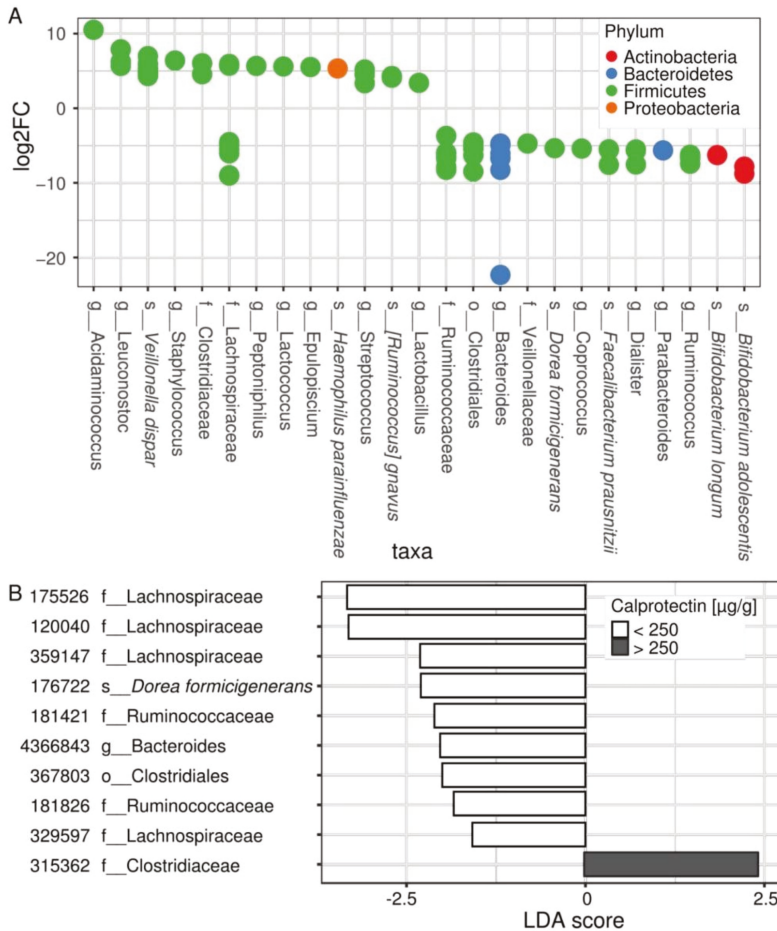 A
10
0
−10
−20
log2FC
Phylum
Actinobacteria
Bacteroidetes
Firmicutes
Proteobacteria
g__Acidaminococcus
g__Leuconostoc
s__Veillonella dispar
g__Staphylococcus
f__Clostridiaceae
f__Lachnospiraceae
g__Peptoniphilus
g__Lactococcus
g__Epulopiscium
s__Haemophilus parainfluenzae
g__Streptococcus
s__[Ruminococcus] gnavus
g__Lactobacillus
f__Ruminococcaceae
o__Clostridiales
g__Bacteroides
f__Veillonellaceae
s__Dorea formicigenerans
g__Coprococcus
s__Faecalibacterium prausnitzii
g__Dialister
g__Parabacteroides
g__Ruminococcus
s__Bifidobacterium longum
s__Bifidobacterium adolescentis
taxa
B
175526 f__Lachnospiraceae
120040 f__Lachnospiraceae
359147 f__Lachnospiraceae
176722 s__Dorea formicigenerans
181421 f__Ruminococcaceae
4366843 g__Bacteroides
367803 o__Clostridiales
181826 f__Ruminococcaceae
329597 f__Lachnospiraceae
315362 f__Clostridiaceae
Calprotectin [µg/g]
< 250
> 250
-2.5 0 2.5
LDA score